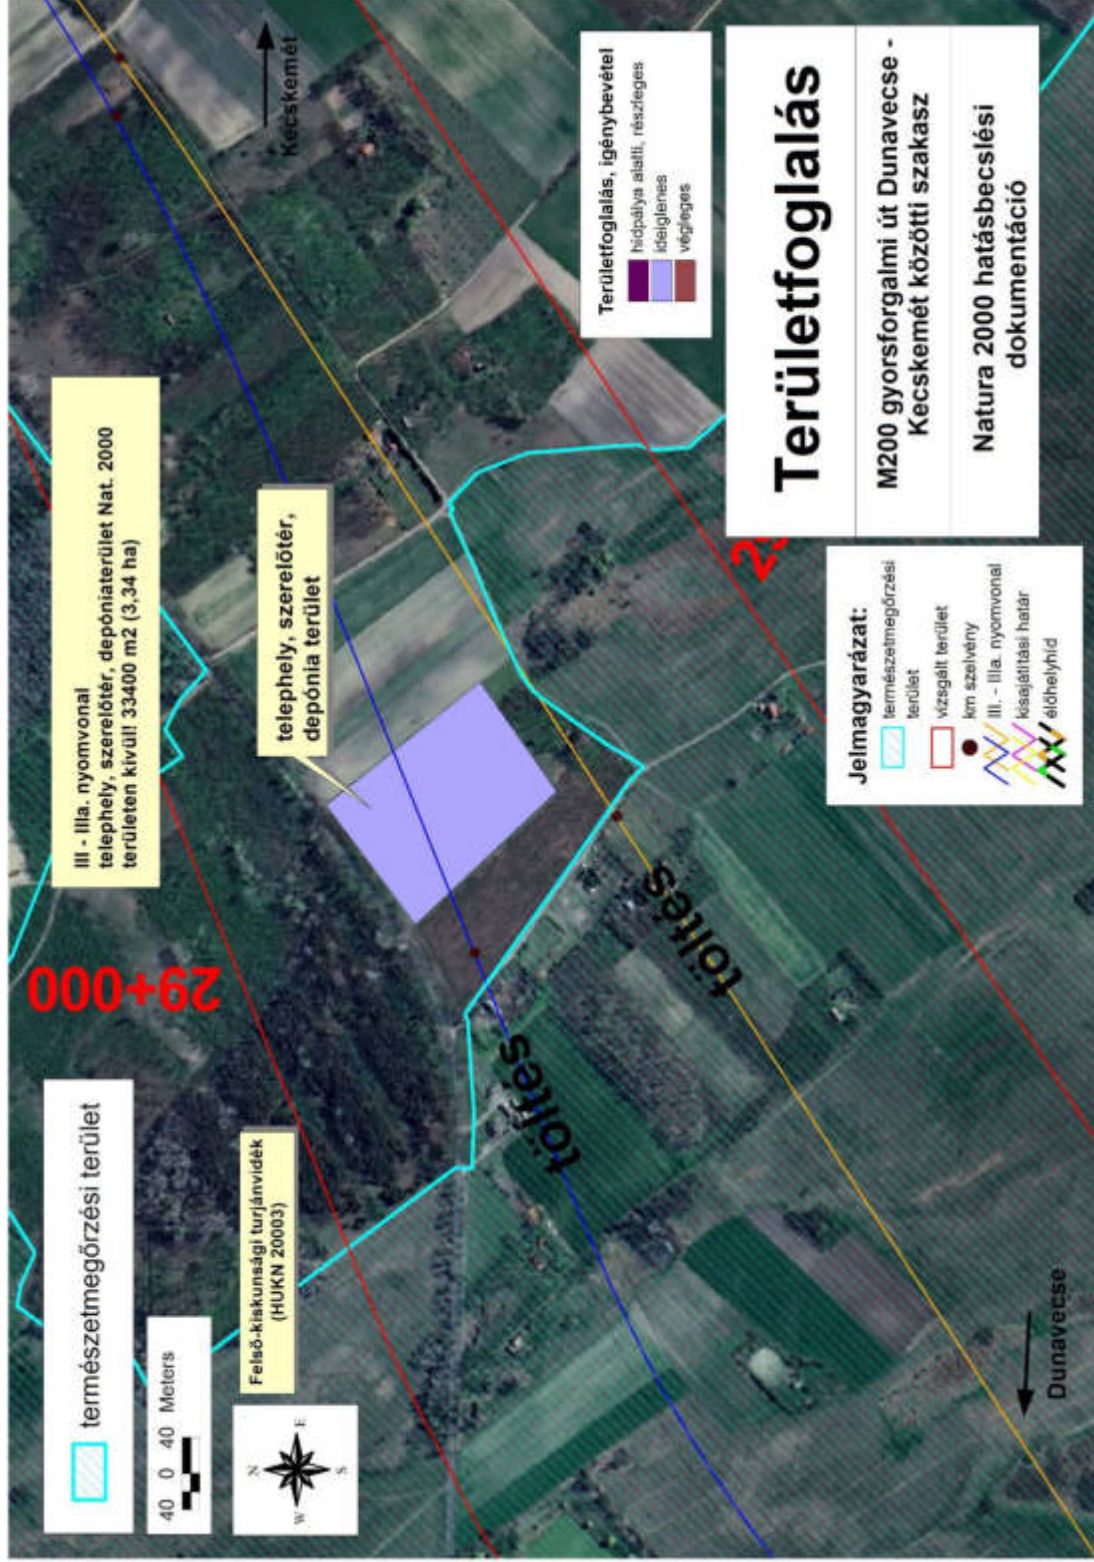 természetmegőrzési terület
40 0 40 Meters
N
W
E
S
Felső-kiskunsági turjánvidék
(HUKN 20003)
29+000
III - IIIa. nyomvonal
telephely, szerelőtér, depóniaterület Nat. 2000
területen kívül! 33400 m2 (3,34 ha)
telephely, szerelőtér,
depónia terület
Kecskemét
töltés
töltés
Dunavecse
Területfoglalás, igénybevétel
hídpálya alatti, részleges
ideiglenes
végleges
Területfoglalás
M200 gyorsforgalmi út Dunavecse -
Kecskemét közötti szakasz
Natura 2000 hatásbecslési
dokumentáció
Jelmagyarázat:
természetmegőrzési
terület
vizsgált terület
km szelvény
III. - IIIa. nyomvonal
kisajátítási határ
élőhelyhíd